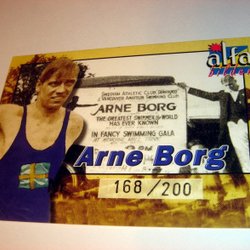 alfa
SWEDISH ATHLETIC CLUB
& VANCOUVER AMATEUR SWIMMING CLUB
ARNE BORG
THE GREATEST SWIMMER & WORLD
HAS EVER KNOWN
IN FANCY SWIMMING GALA
Arne Borg
168/200